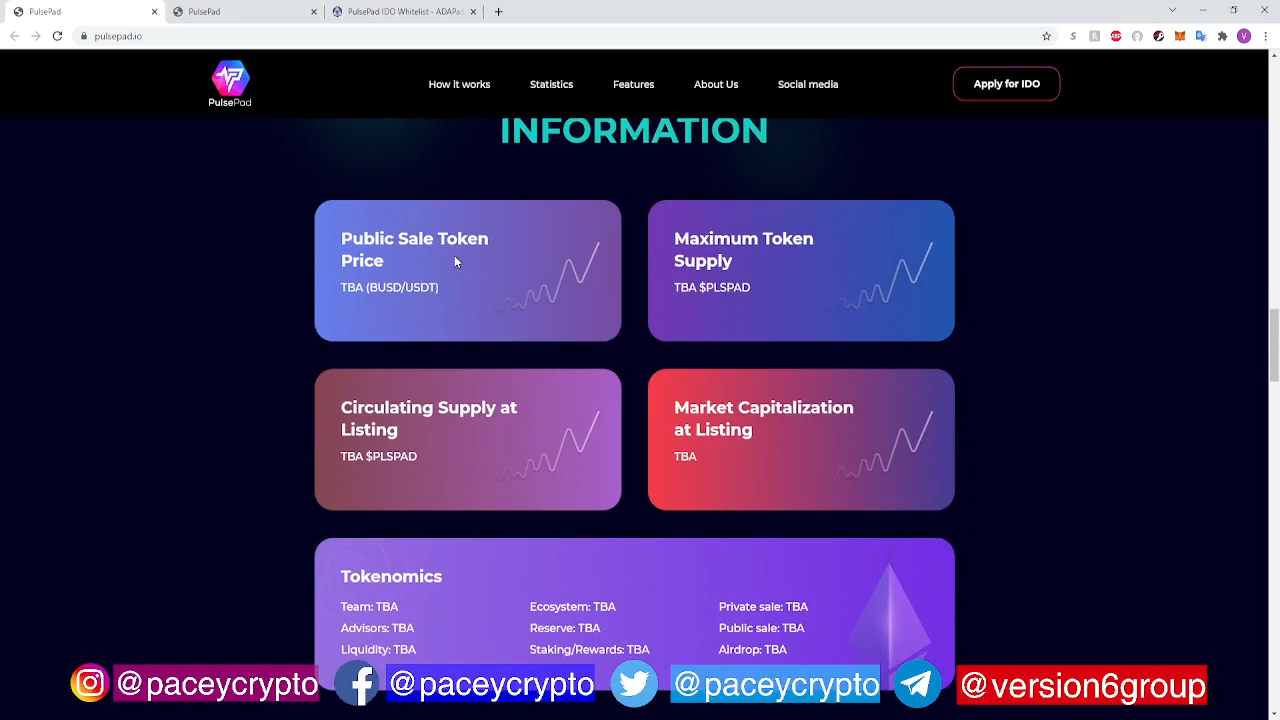 PulsePad
PulsePad
PulsePad IDO Whitelist - ADAPad
pulsepad.io
PulsePad
How it works
Statistics
Features
About Us
Social media
Apply for IDO
INFORMATION
Public Sale Token
Price
TBA (BUSD/USDT)
Maximum Token
Supply
TBA $PLSPAD
Circulating Supply at
Listing
TBA $PLSPAD
Market Capitalization
at Listing
TBA
Tokenomics
Team: TBA
Ecosystem: TBA
Private sale: TBA
Advisors: TBA
Reserve: TBA
Public sale: TBA
Liquidity: TBA
Staking/Rewards: TBA
Airdrop: TBA
@paceycrypto
@paceycrypto
@paceycrypto
@version6group